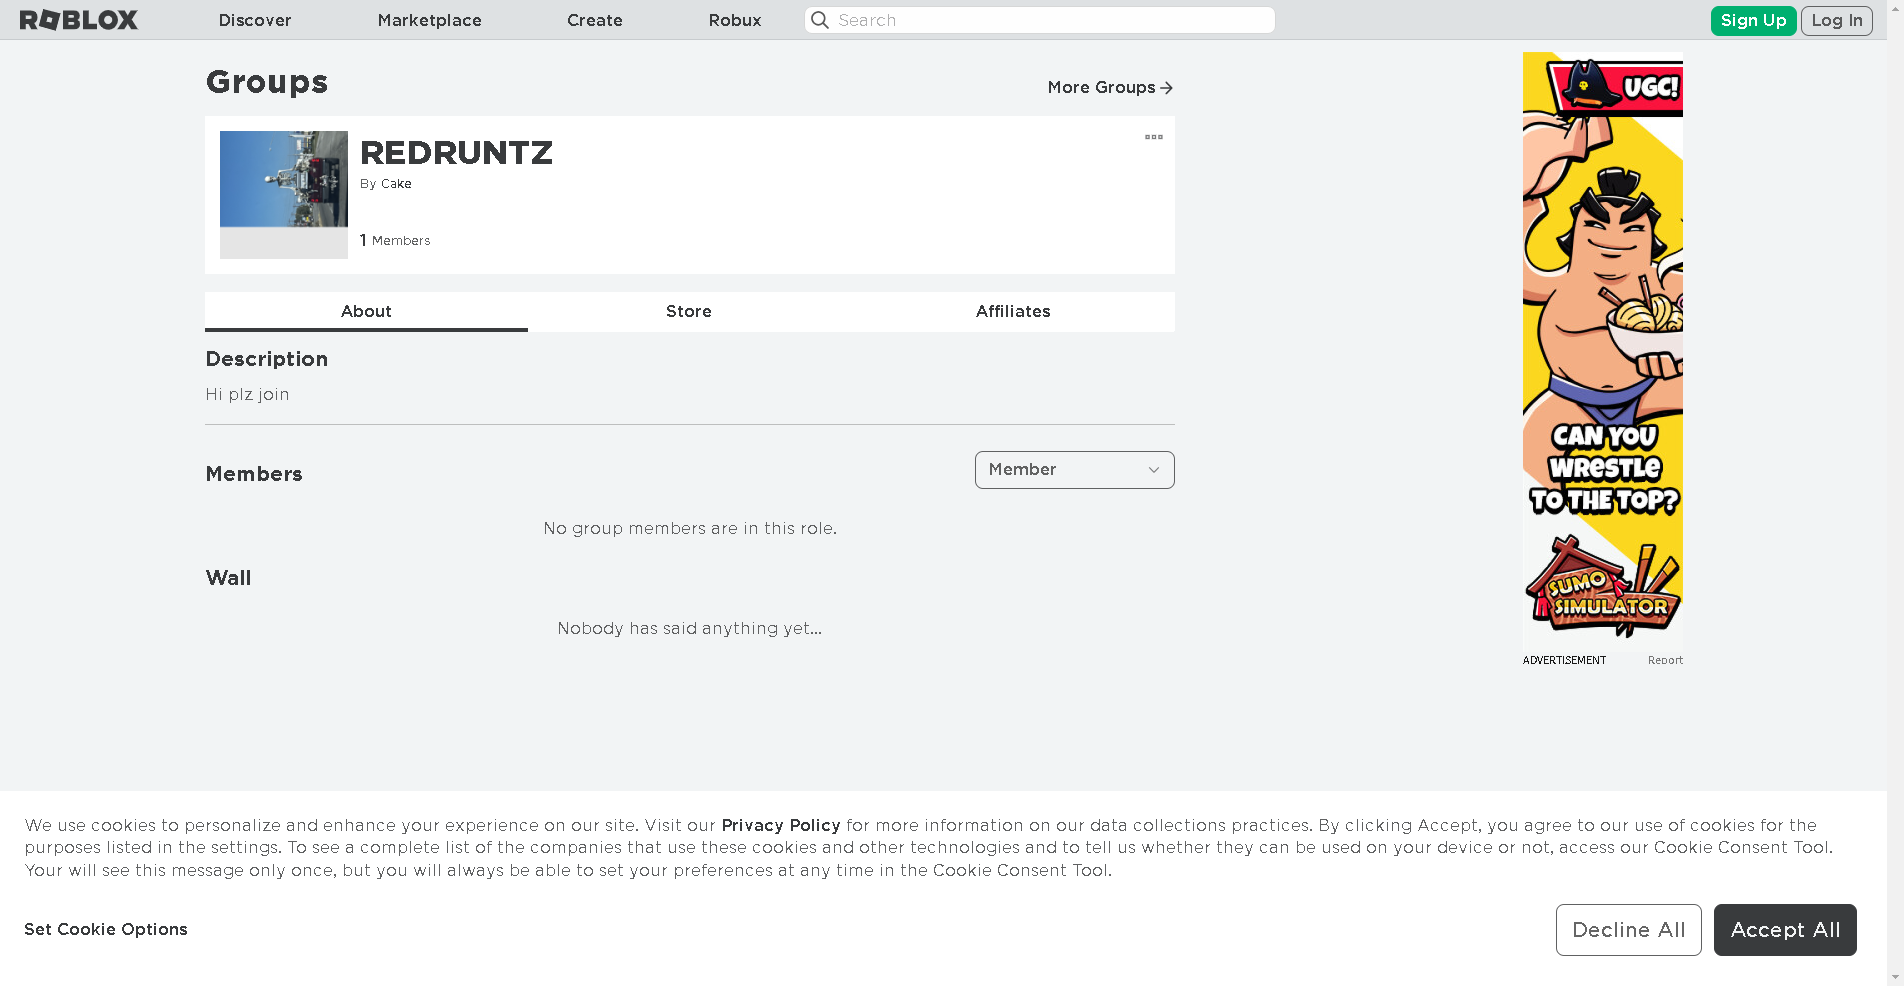 ROBLOX
Discover
Marketplace
Create
Robux
Search
Sign Up
Log In
Groups
More Groups
REDRUNTZ
By Cake
1 Members
About
Store
Affiliates
Description
Hi plz join
Members
Member
No group members are in this role.
Wall
Nobody has said anything yet...
UGC!
CAN YOU
WRESTLE
TO THE TOP?
SUMO
SIMULATOR
ADVERTISEMENT
Report
We use cookies to personalize and enhance your experience on our site. Visit our Privacy Policy for more information on our data collections practices. By clicking Accept, you agree to our use of cookies for the
purposes listed in the settings. To see a complete list of the companies that use these cookies and other technologies and to tell us whether they can be used on your device or not, access our Cookie Consent Tool.
Your will see this message only once, but you will always be able to set your preferences at any time in the Cookie Consent Tool.
Set Cookie Options
Decline All
Accept All